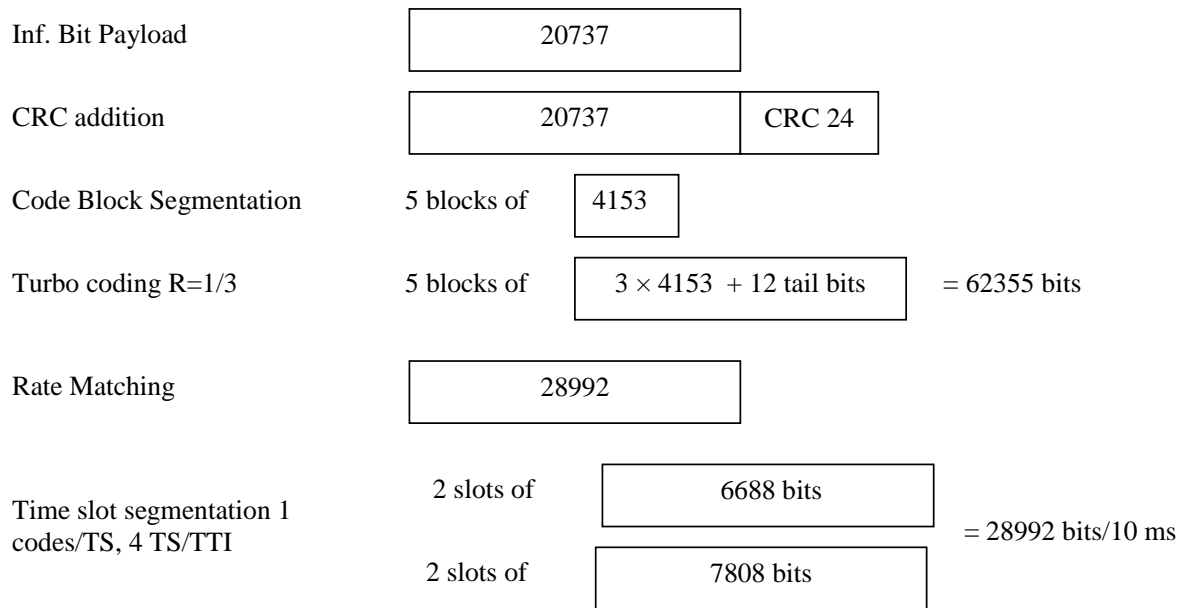 Inf. Bit Payload 20737
CRC addition 20737 CRC 24
Code Block Segmentation 5 blocks of 4153
Turbo coding R=1/3 5 blocks of 3 × 4153 + 12 tail bits = 62355 bits
Rate Matching 28992
2 slots of 6688 bits
Time slot segmentation 1
codes/TS, 4 TS/TTI
= 28992 bits/10 ms
2 slots of 7808 bits